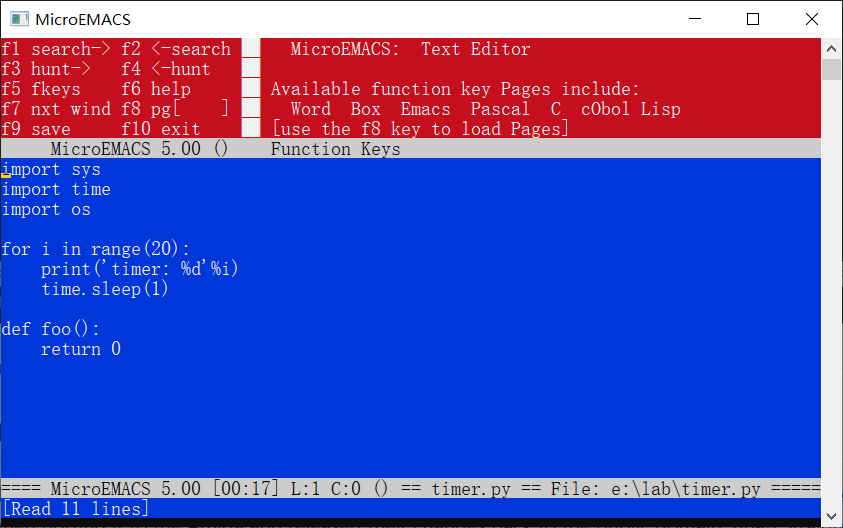 MicroEMACS
f1 search-> f2 <-search      MicroEMACS:  Text Editor
f3 hunt->   f4 <-hunt
f5 fkeys    f6 help        Available function key Pages include:
f7 nxt wind f8 pg[    ]      Word  Box  Emacs  Pascal  C  cObol Lisp
f9 save     f10 exit       [use the f8 key to load Pages]
     MicroEMACS 5.00 ()    Function Keys
import sys
import time
import os

for i in range(20):
    print('timer: %d'%i)
    time.sleep(1)

def foo():
    return 0
==== MicroEMACS 5.00 [00:17] L:1 C:0 () == timer.py == File: e:\lab\timer.py =====
[Read 11 lines]